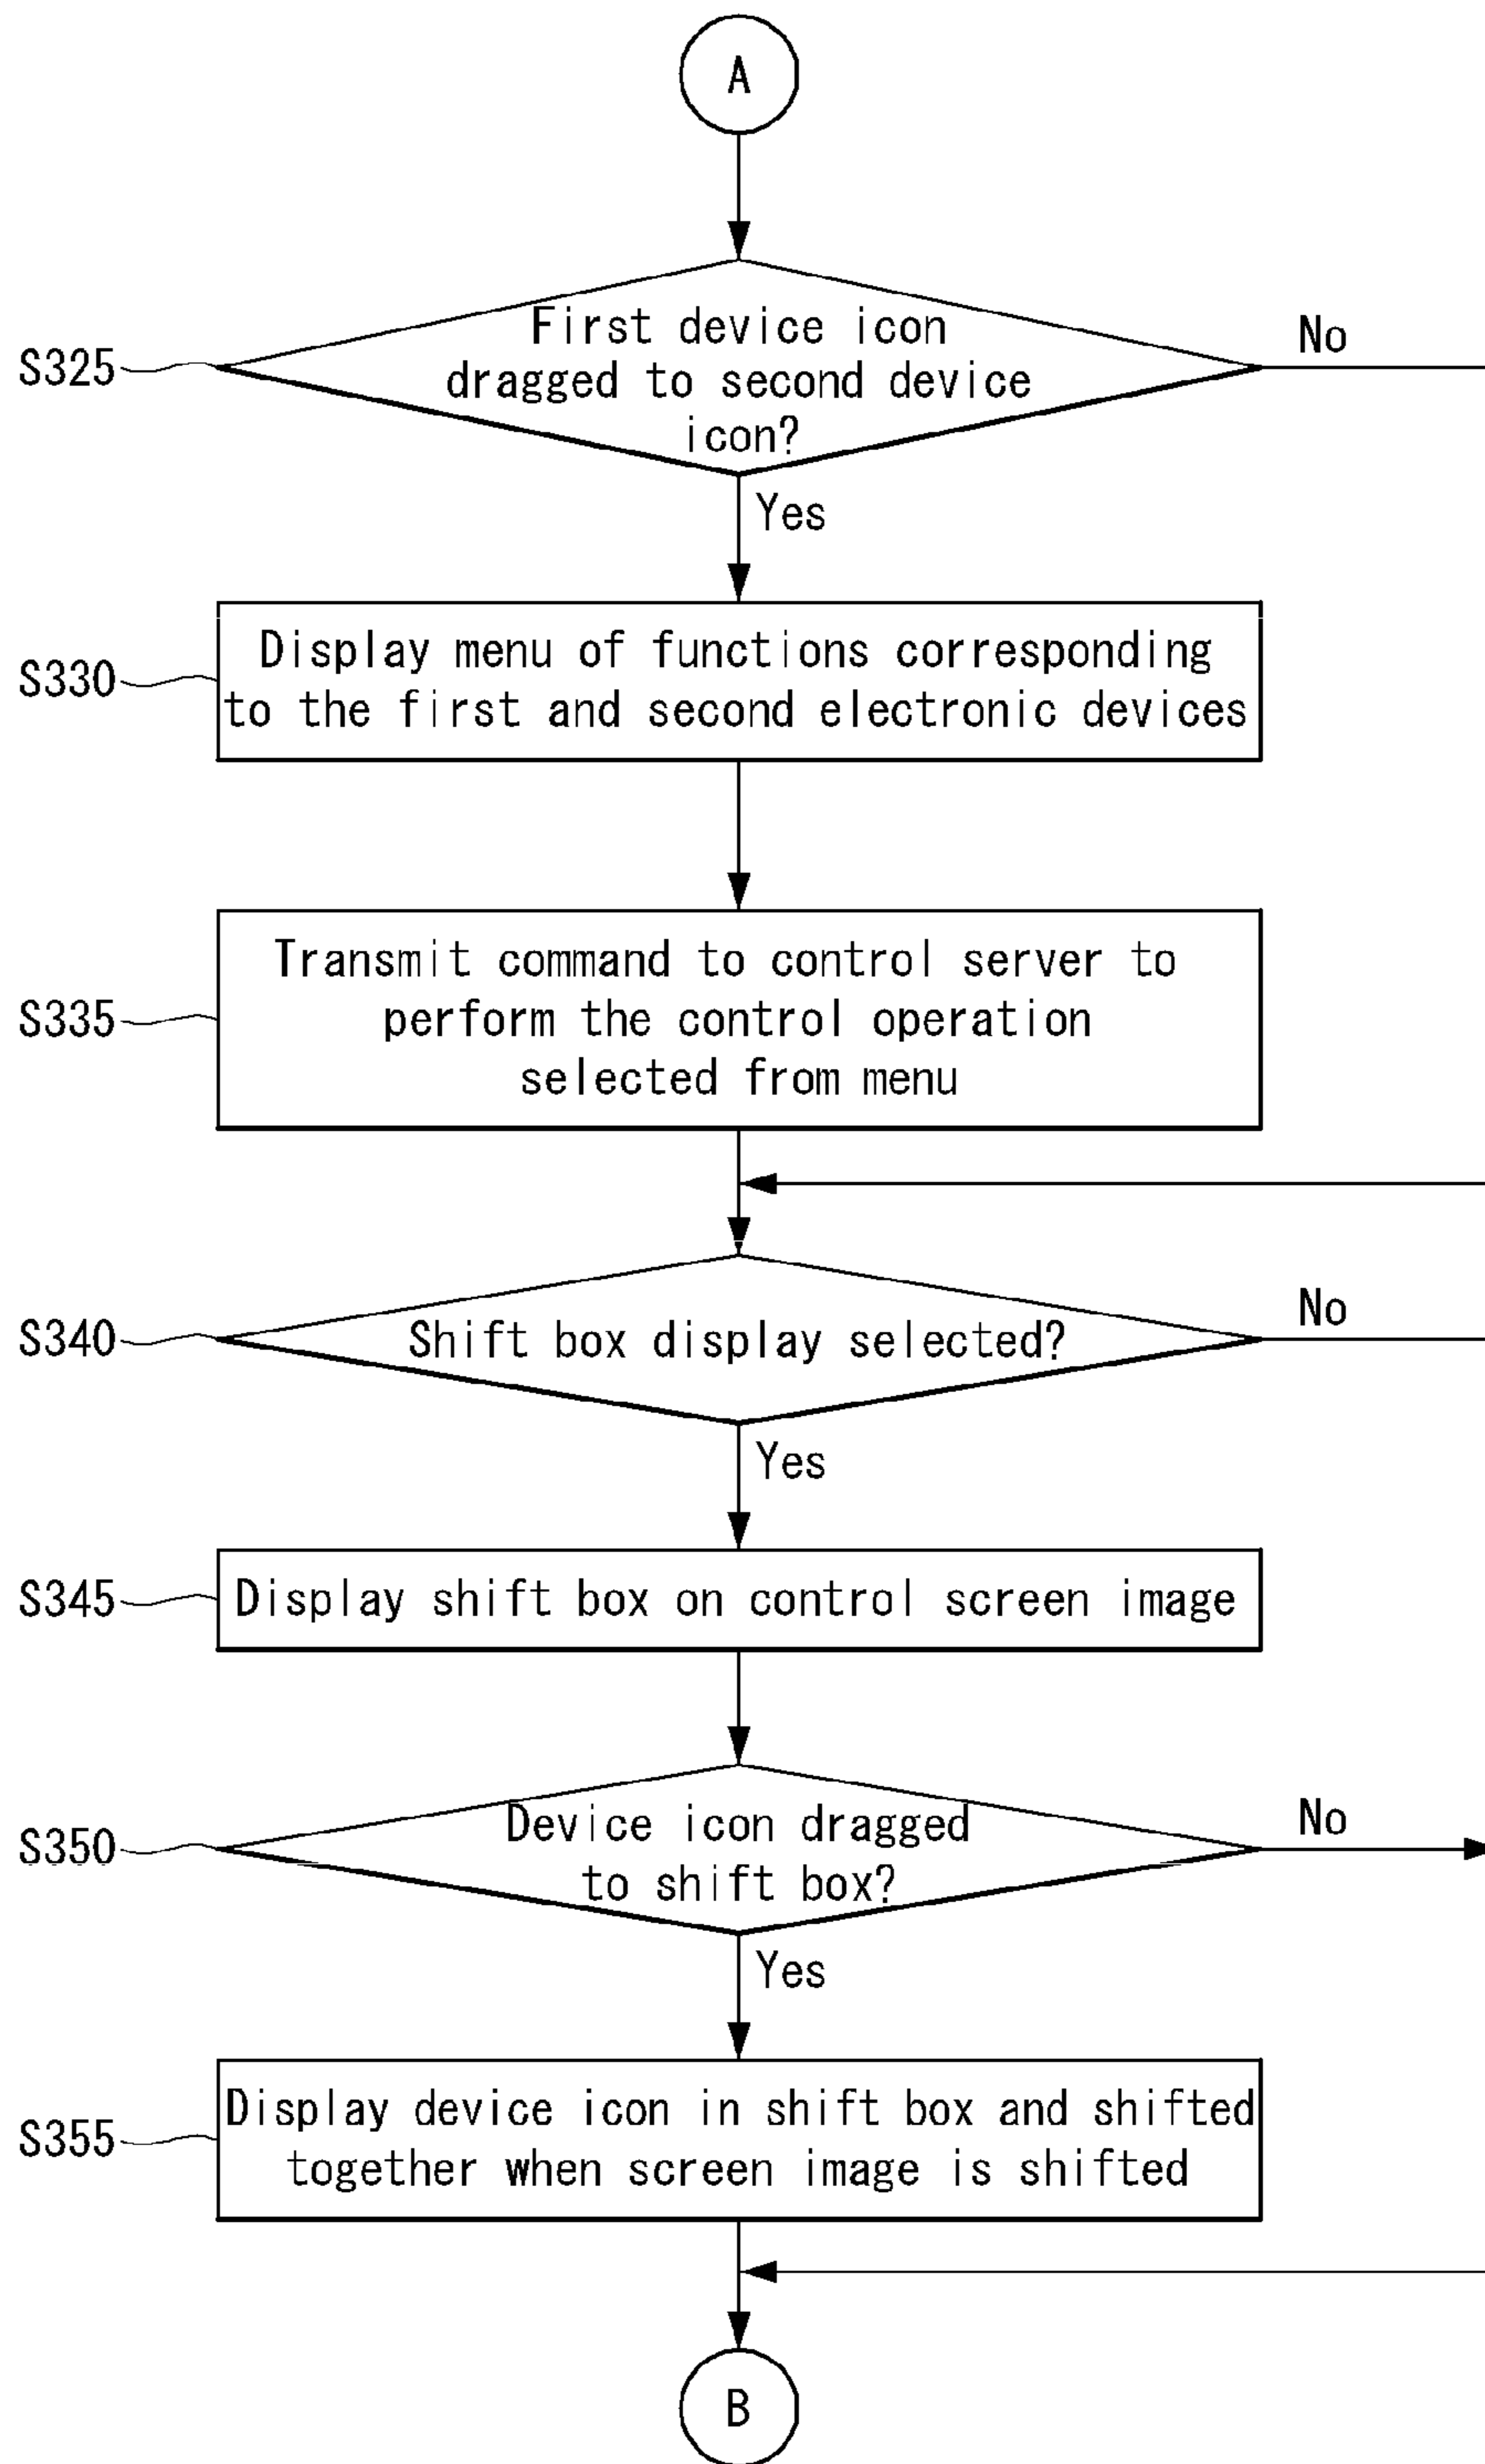 A
First device icon
dragged to second device
icon?
No
S325
Yes
Display menu of functions corresponding
to the first and second electronic devices
S330
Transmit command to control server to
perform the control operation
selected from menu
S335
No
Shift box display selected?
S340
Yes
Display shift box on control screen image
S345
Device icon dragged
to shift box?
No
S350
Yes
Display device icon in shift box and shifted
together when screen image is shifted
S355
B